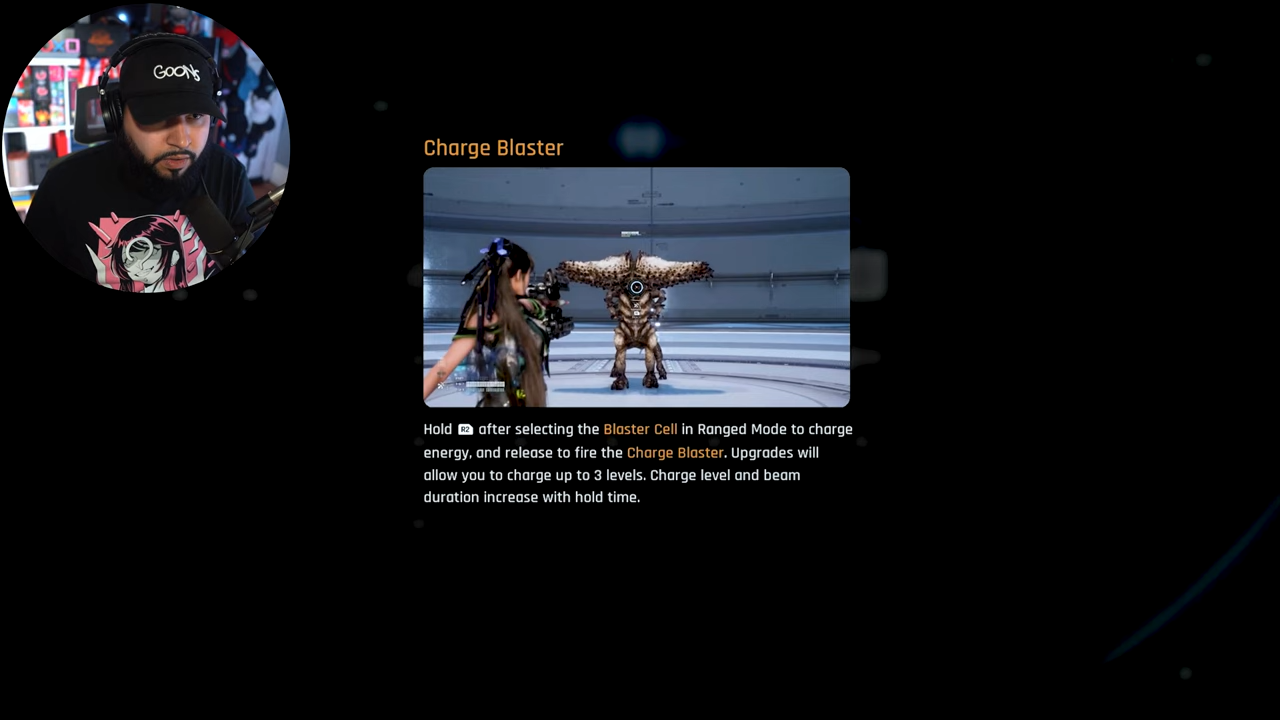 GOONS
Charge Blaster
Hold R2 after selecting the Blaster Cell in Ranged Mode to charge
energy, and release to fire the Charge Blaster. Upgrades will
allow you to charge up to 3 levels. Charge level and beam
duration increase with hold time.